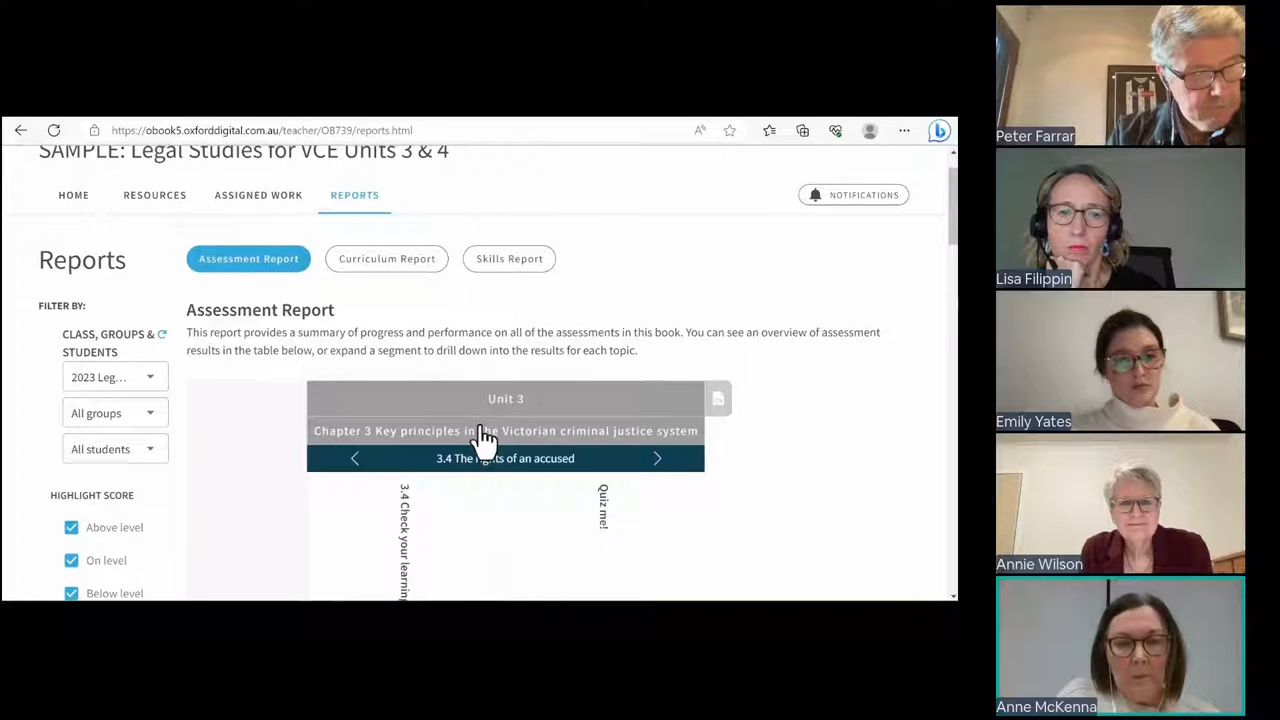 https://obook5.oxforddigital.com.au/teacher/OB739/reports.html
SAMPLE: Legal Studies for VCE Units 3 & 4
HOME
RESOURCES
ASSIGNED WORK
REPORTS
NOTIFICATIONS
Reports
Assessment Report
Curriculum Report
Skills Report
FILTER BY:
CLASS, GROUPS &
STUDENTS
2023 Leg...
All groups
All students
HIGHLIGHT SCORE
Above level
On level
Below level
Assessment Report
This report provides a summary of progress and performance on all of the assessments in this book. You can see an overview of assessment
results in the table below, or expand a segment to drill down into the results for each topic.
Unit 3
Chapter 3 Key principles in the Victorian criminal justice system
3.4 The rights of an accused
3.4 Check your learning
Quiz me!
Peter Farrar
Lisa Filippin
Emily Yates
Annie Wilson
Anne McKenna